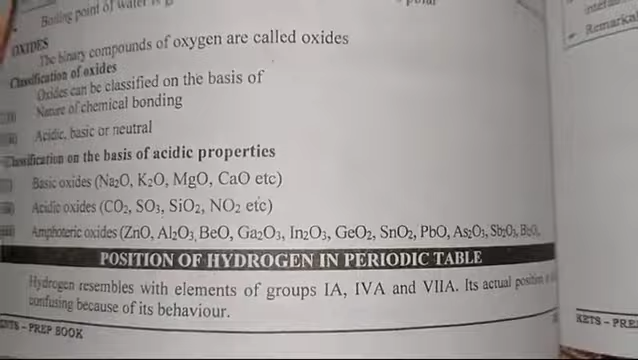 Boiling point of water is
OXIDES
The binary compounds of oxygen are called oxides
Classification of oxides
Oxides can be classified on the basis of
(i) Nature of chemical bonding
(ii) Acidic, basic or neutral
Classification on the basis of acidic properties
Basic oxides (Na₂O, K₂O, MgO, CaO etc)
Acidic oxides (CO₂, SO₃, SiO₂, NO₂ etc)
Amphoteric oxides (ZnO, Al₂O₃, BeO, Ga₂O₃, In₂O₃, GeO₂, SnO₂, PbO, As₂O₃, Sb₂O₃,
POSITION OF HYDROGEN IN PERIODIC TABLE
Hydrogen resembles with elements of groups IA, IVA and VIIA. Its actual position
confusing because of its behaviour.
– PREP BOOK
KETS – PRE
Remarkal